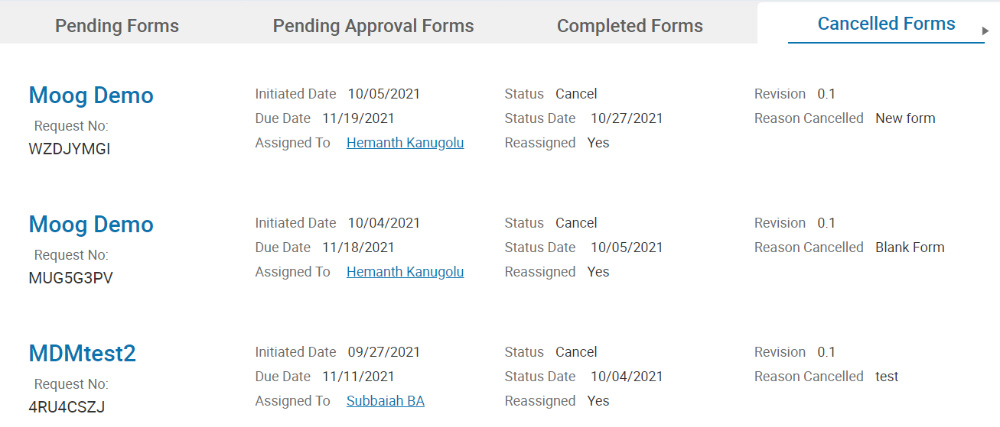 Pending Forms Pending Approval Forms Completed Forms Cancelled Forms
Moog Demo
Request No:
WZDJYMGI
Initiated Date 10/05/2021
Due Date 11/19/2021
Assigned To Hemanth Kanugolu
Status Cancel
Status Date 10/27/2021
Reassigned Yes
Revision 0.1
Reason Cancelled New form
Moog Demo
Request No:
MUG5G3PV
Initiated Date 10/04/2021
Due Date 11/18/2021
Assigned To Hemanth Kanugolu
Status Cancel
Status Date 10/05/2021
Reassigned Yes
Revision 0.1
Reason Cancelled Blank Form
MDMtest2
Request No:
4RU4CSZJ
Initiated Date 09/27/2021
Due Date 11/11/2021
Assigned To Subbaiah BA
Status Cancel
Status Date 10/04/2021
Reassigned Yes
Revision 0.1
Reason Cancelled test